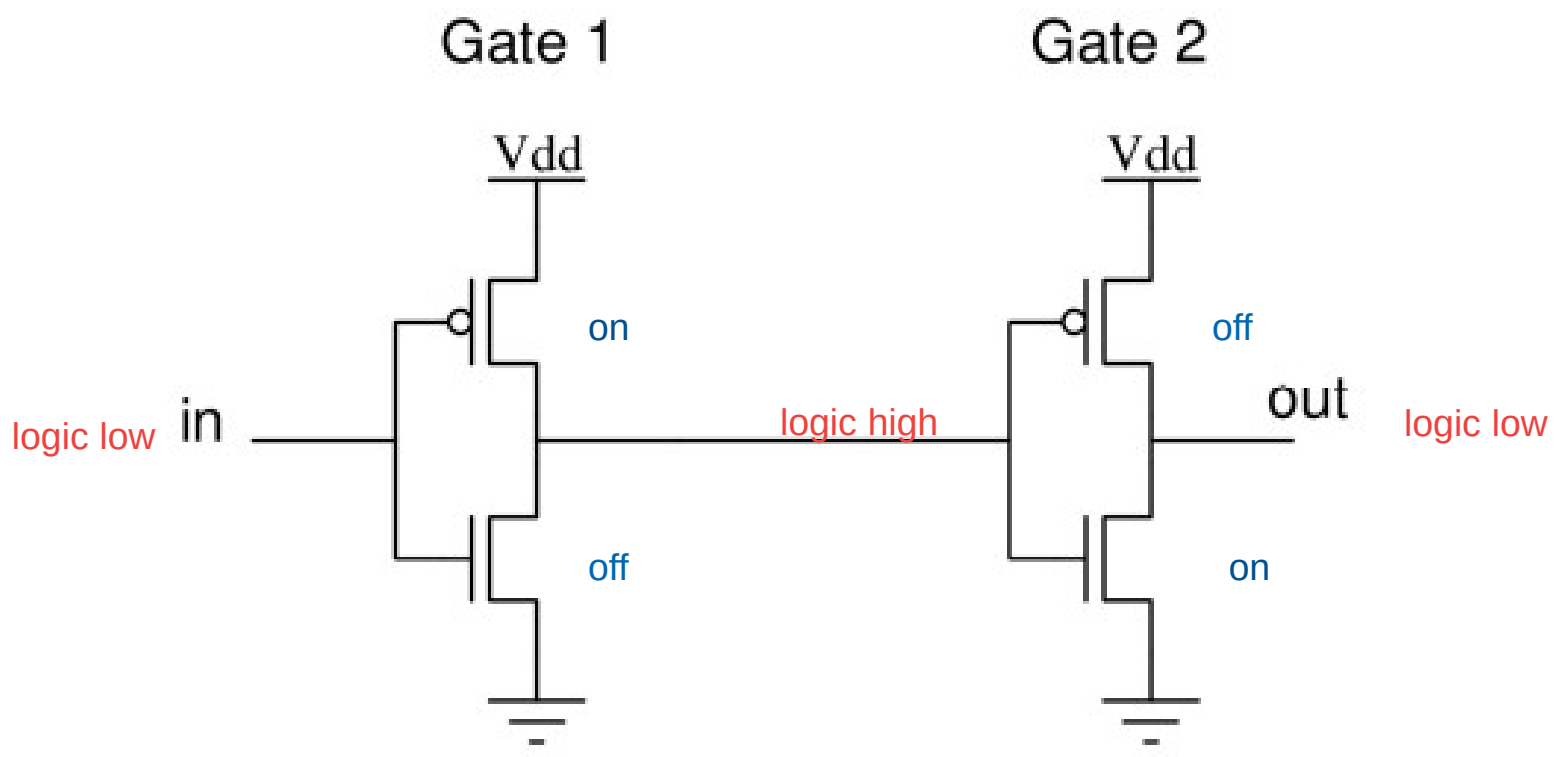 Gate 1
Gate 2
Vdd
Vdd
on
off
logic low
in
logic high
out
logic low
off
on